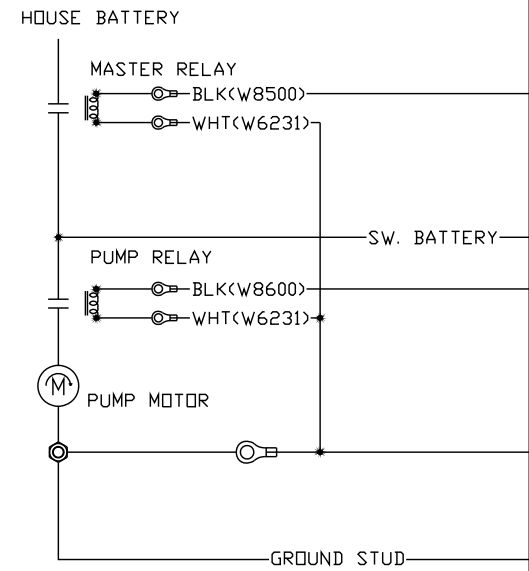 HOUSE BATTERY
MASTER RELAY
BLK(W8500)
WHT(W6231)
SW. BATTERY
PUMP RELAY
BLK(W8600)
WHT(W6231)
M
PUMP MOTOR
GROUND STUD